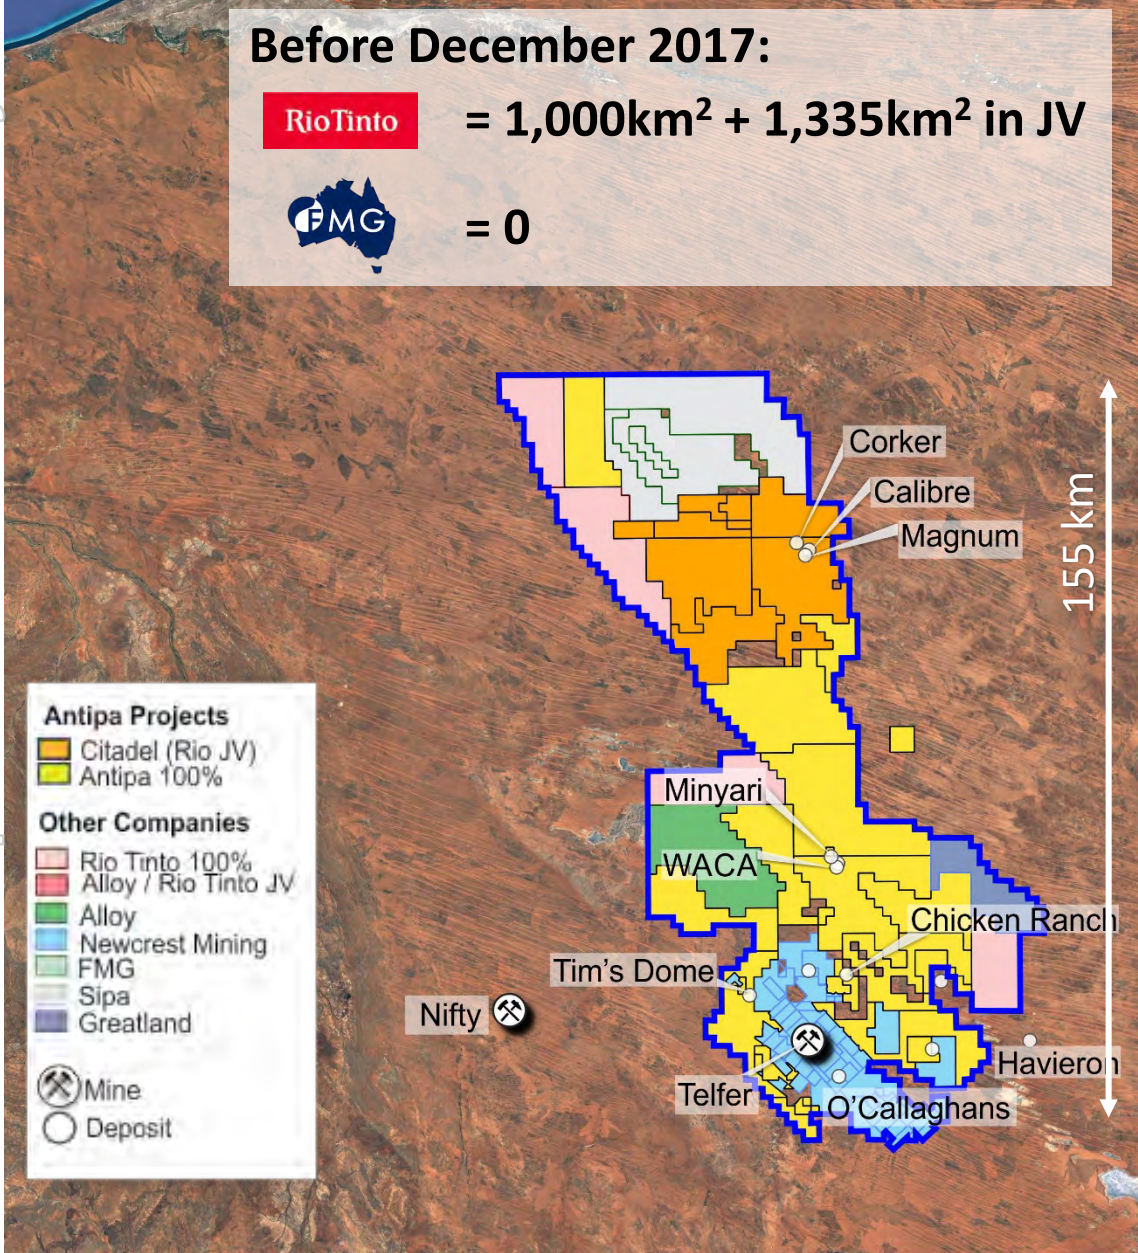 Before December 2017:
RioTinto = 1,000km² + 1,335km² in JV
FMG = 0
Corker
Calibre
Magnum
155 km
Antipa Projects
Citadel (Rio JV)
Antipa 100%
Other Companies
Rio Tinto 100%
Alloy / Rio Tinto JV
Alloy
Newcrest Mining
FMG
Sipa
Greatland
Mine
Deposit
Minyari
WACA
Chicken Ranch
Tim's Dome
Nifty
Havieron
Telfer
O'Callaghans